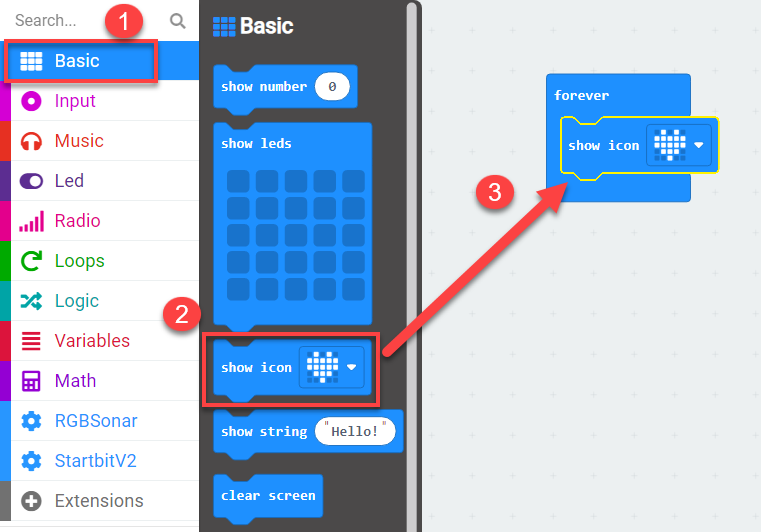 Search...
1
Basic
Input
Music
Led
Radio
Loops
Logic
Variables
Math
RGBSonar
StartbitV2
Extensions
Basic
show number 0
show leds
2
show icon
show string "Hello!"
clear screen
3
forever
show icon